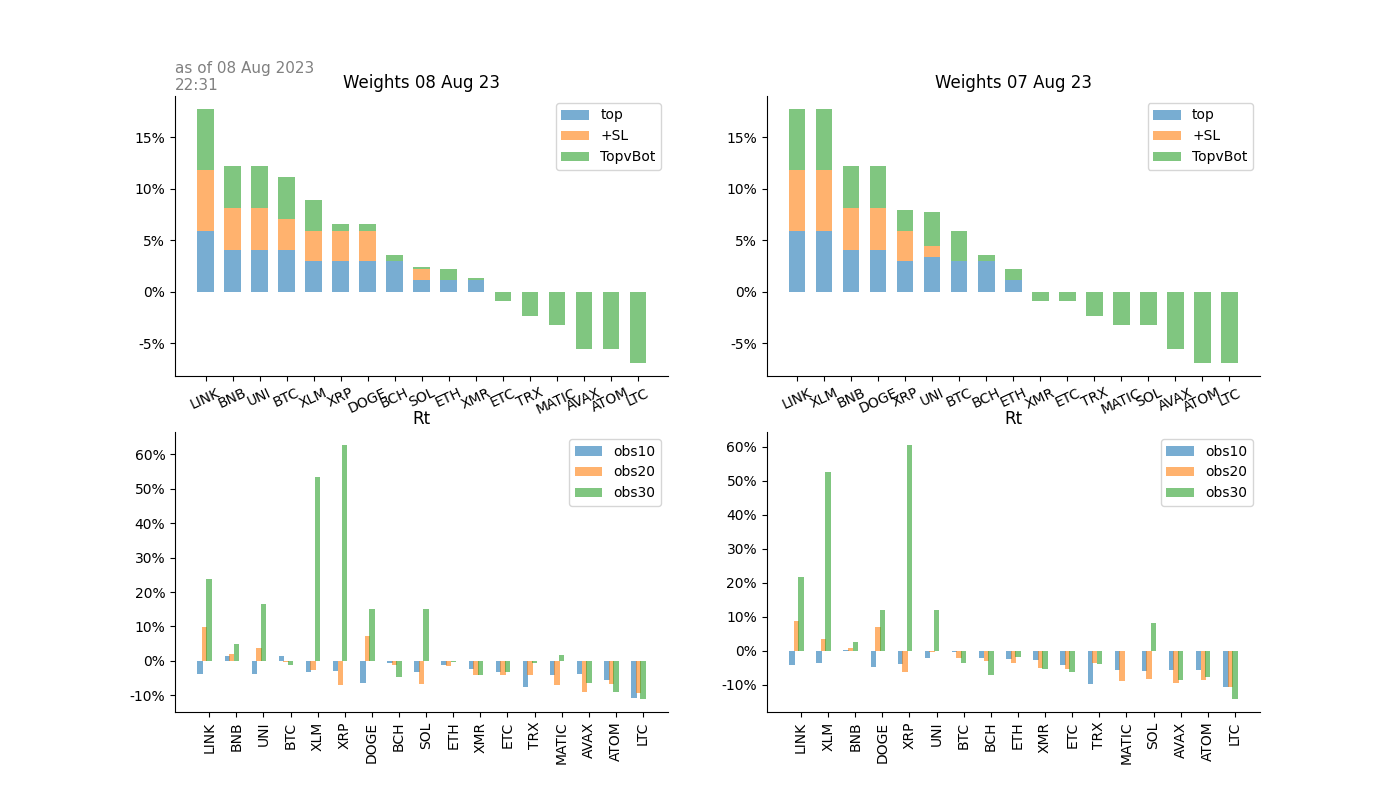 as of 08 Aug 2023
22:31
Weights 08 Aug 23
15%
10%
5%
0%
-5%
top
+SL
TopvBot
LINK BNB UNI BTC XLM XRP DOGE BCH SOL ETH XMR ETC TRX MATIC AVAX ATOM LTC
Weights 07 Aug 23
15%
10%
5%
0%
-5%
top
+SL
TopvBot
LINK XLM BNB DOGE XRP UNI BTC BCH ETH XMR ETC TRX MATIC SOL AVAX ATOM LTC
Rt
60%
50%
40%
30%
20%
10%
0%
-10%
obs10
obs20
obs30
LINK BNB UNI BTC XLM XRP DOGE BCH SOL ETH XMR ETC TRX MATIC AVAX ATOM LTC
Rt
60%
50%
40%
30%
20%
10%
0%
-10%
obs10
obs20
obs30
LINK XLM BNB DOGE XRP UNI BTC BCH ETH XMR ETC TRX MATIC SOL AVAX ATOM LTC